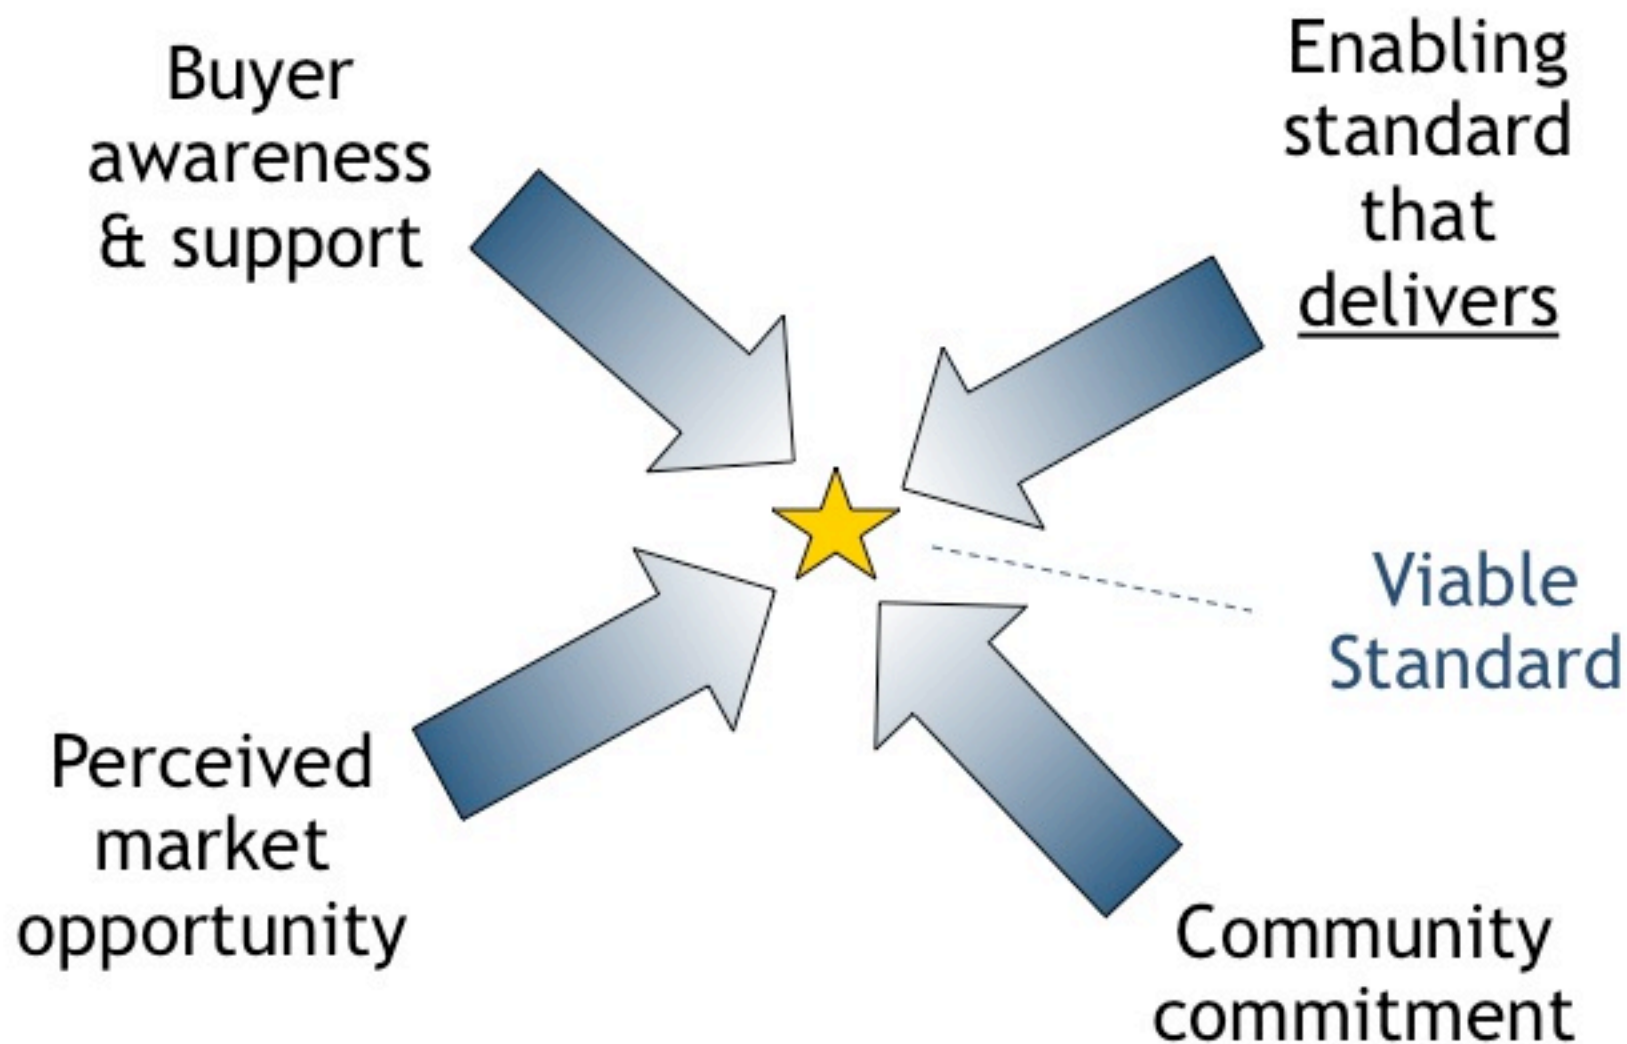 Buyer
awareness
& support
Enabling
standard
that
delivers
Viable
Standard
Perceived
market
opportunity
Community
commitment